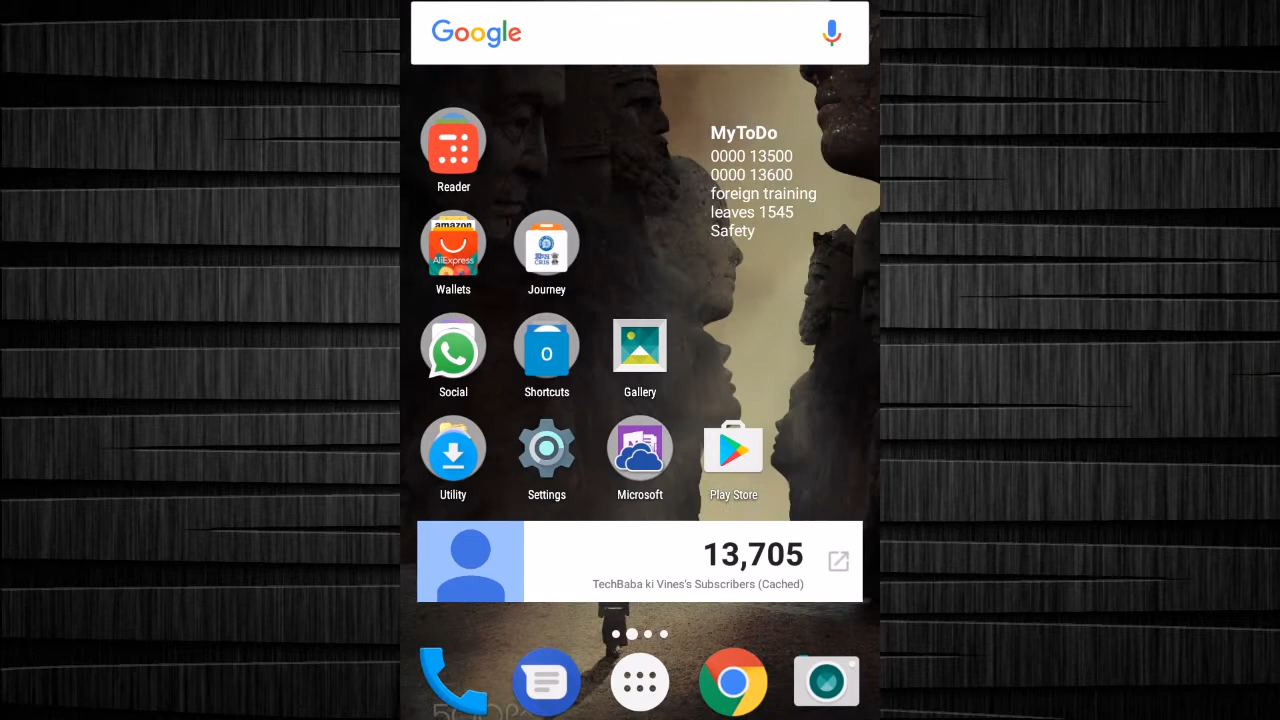 Google
MyToDo
0000 13500
0000 13600
foreign training
leaves 1545
Safety
Reader
amazon
AliExpress
CRIS
Wallets
Journey
O
Social
Shortcuts
Gallery
Utility
Settings
Microsoft
Play Store
13,705
TechBaba ki Vines's Subscribers (Cached)